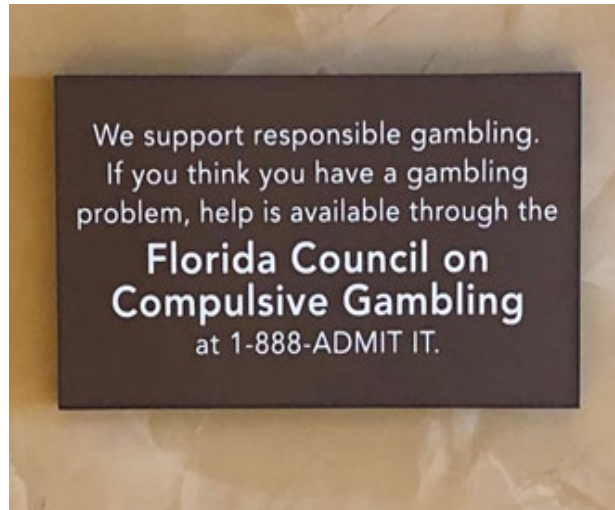 We support responsible gambling.
If you think you have a gambling
problem, help is available through the
Florida Council on
Compulsive Gambling
at 1-888-ADMIT IT.